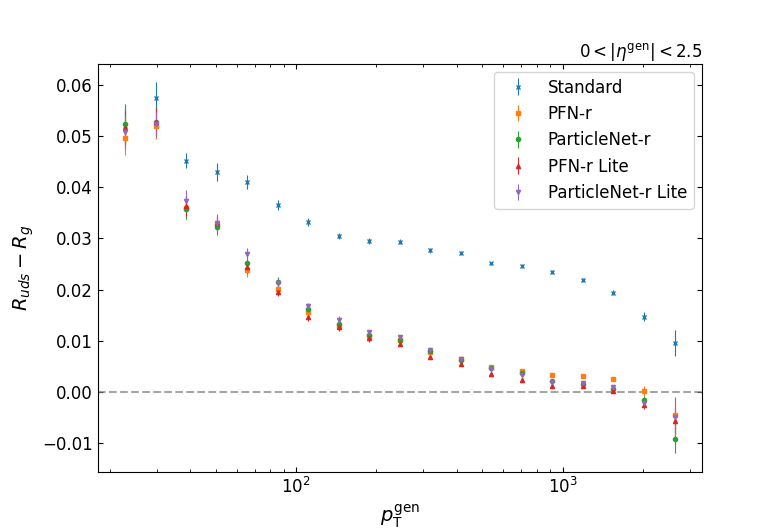 0 < |η^gen| < 2.5
Standard
PFN-r
ParticleNet-r
PFN-r Lite
ParticleNet-r Lite
0.06
0.05
0.04
0.03
0.02
0.01
0.00
−0.01
R_uds − R_g
10^2
10^3
p_T^gen